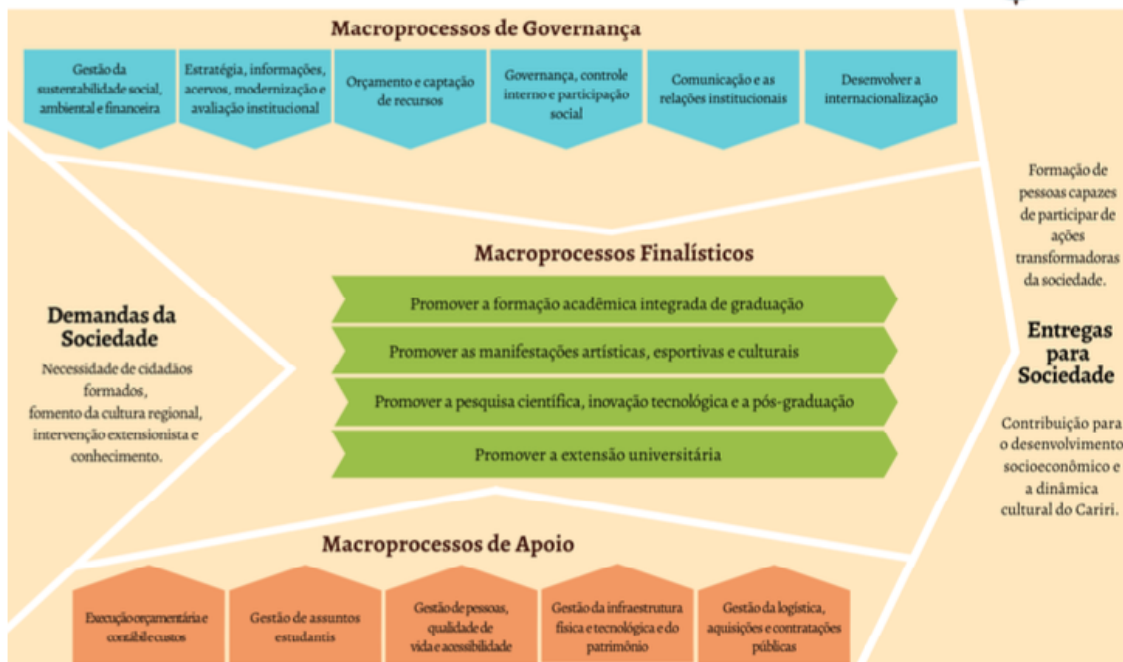 Macroprocessos de Governança
Gestão da
sustentabilidade social,
ambiental e financeira
Estratégia, informações,
acervos, modernização e
avaliação institucional
Orçamento e captação
de recursos
Governança, controle
interno e participação
social
Comunicação e as
relações institucionais
Desenvolver a
internacionalização
Demandas da
Sociedade
Necessidade de cidadãos
formados,
fomento da cultura regional,
intervenção extensionista e
conhecimento.
Macroprocessos Finalísticos
Promover a formação acadêmica integrada de graduação
Promover as manifestações artísticas, esportivas e culturais
Promover a pesquisa científica, inovação tecnológica e a pós-graduação
Promover a extensão universitária
Formação de
pessoas capazes
de participar de
ações
transformadoras
da sociedade.
Entregas
para
Sociedade
Contribuição para
o desenvolvimento
socioeconômico e
a dinâmica
cultural do Cariri.
Macroprocessos de Apoio
Execução orçamentária e
contábil e custos
Gestão de assuntos
estudantis
Gestão de pessoas,
qualidade de
vida e acessibilidade
Gestão da infraestrutura
física e tecnológica e do
patrimônio
Gestão da logística,
aquisições e contratações
públicas